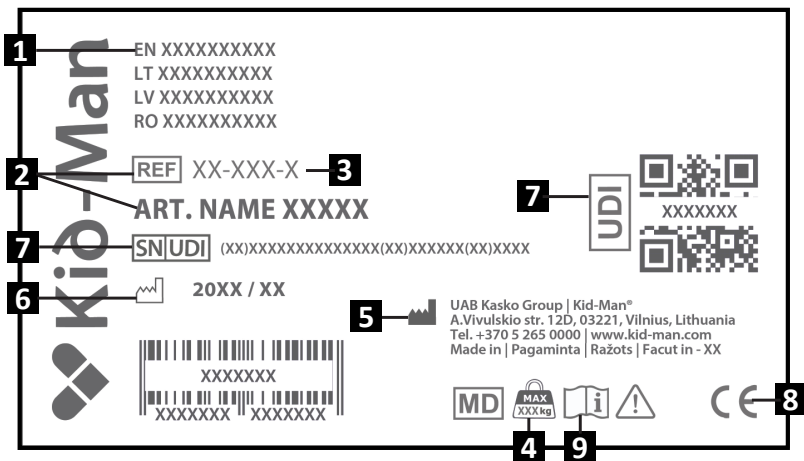 1
EN XXXXXXXXXX
LT XXXXXXXXXX
LV XXXXXXXXXX
RO XXXXXXXXXX
Kið-Man
2
REF XX-XXX-X
3
ART. NAME XXXXX
7
SN UDI (XX)XXXXXXXXXXXXXX(XX)XXXXXX(XX)XXXX
7
UDI
XXXXXXX
6
20XX / XX
5
UAB Kasko Group | Kid-Man®
A.Vivulskio str. 12D, 03221, Vilnius, Lithuania
Tel. +370 5 265 0000 | www.kid-man.com
Made in | Pagaminta | Ražots | Facut in - XX
XXXXXXX
XXXXXXX XXXXXXX
MD
MAX
XXX kg
i
CE
8
4
9